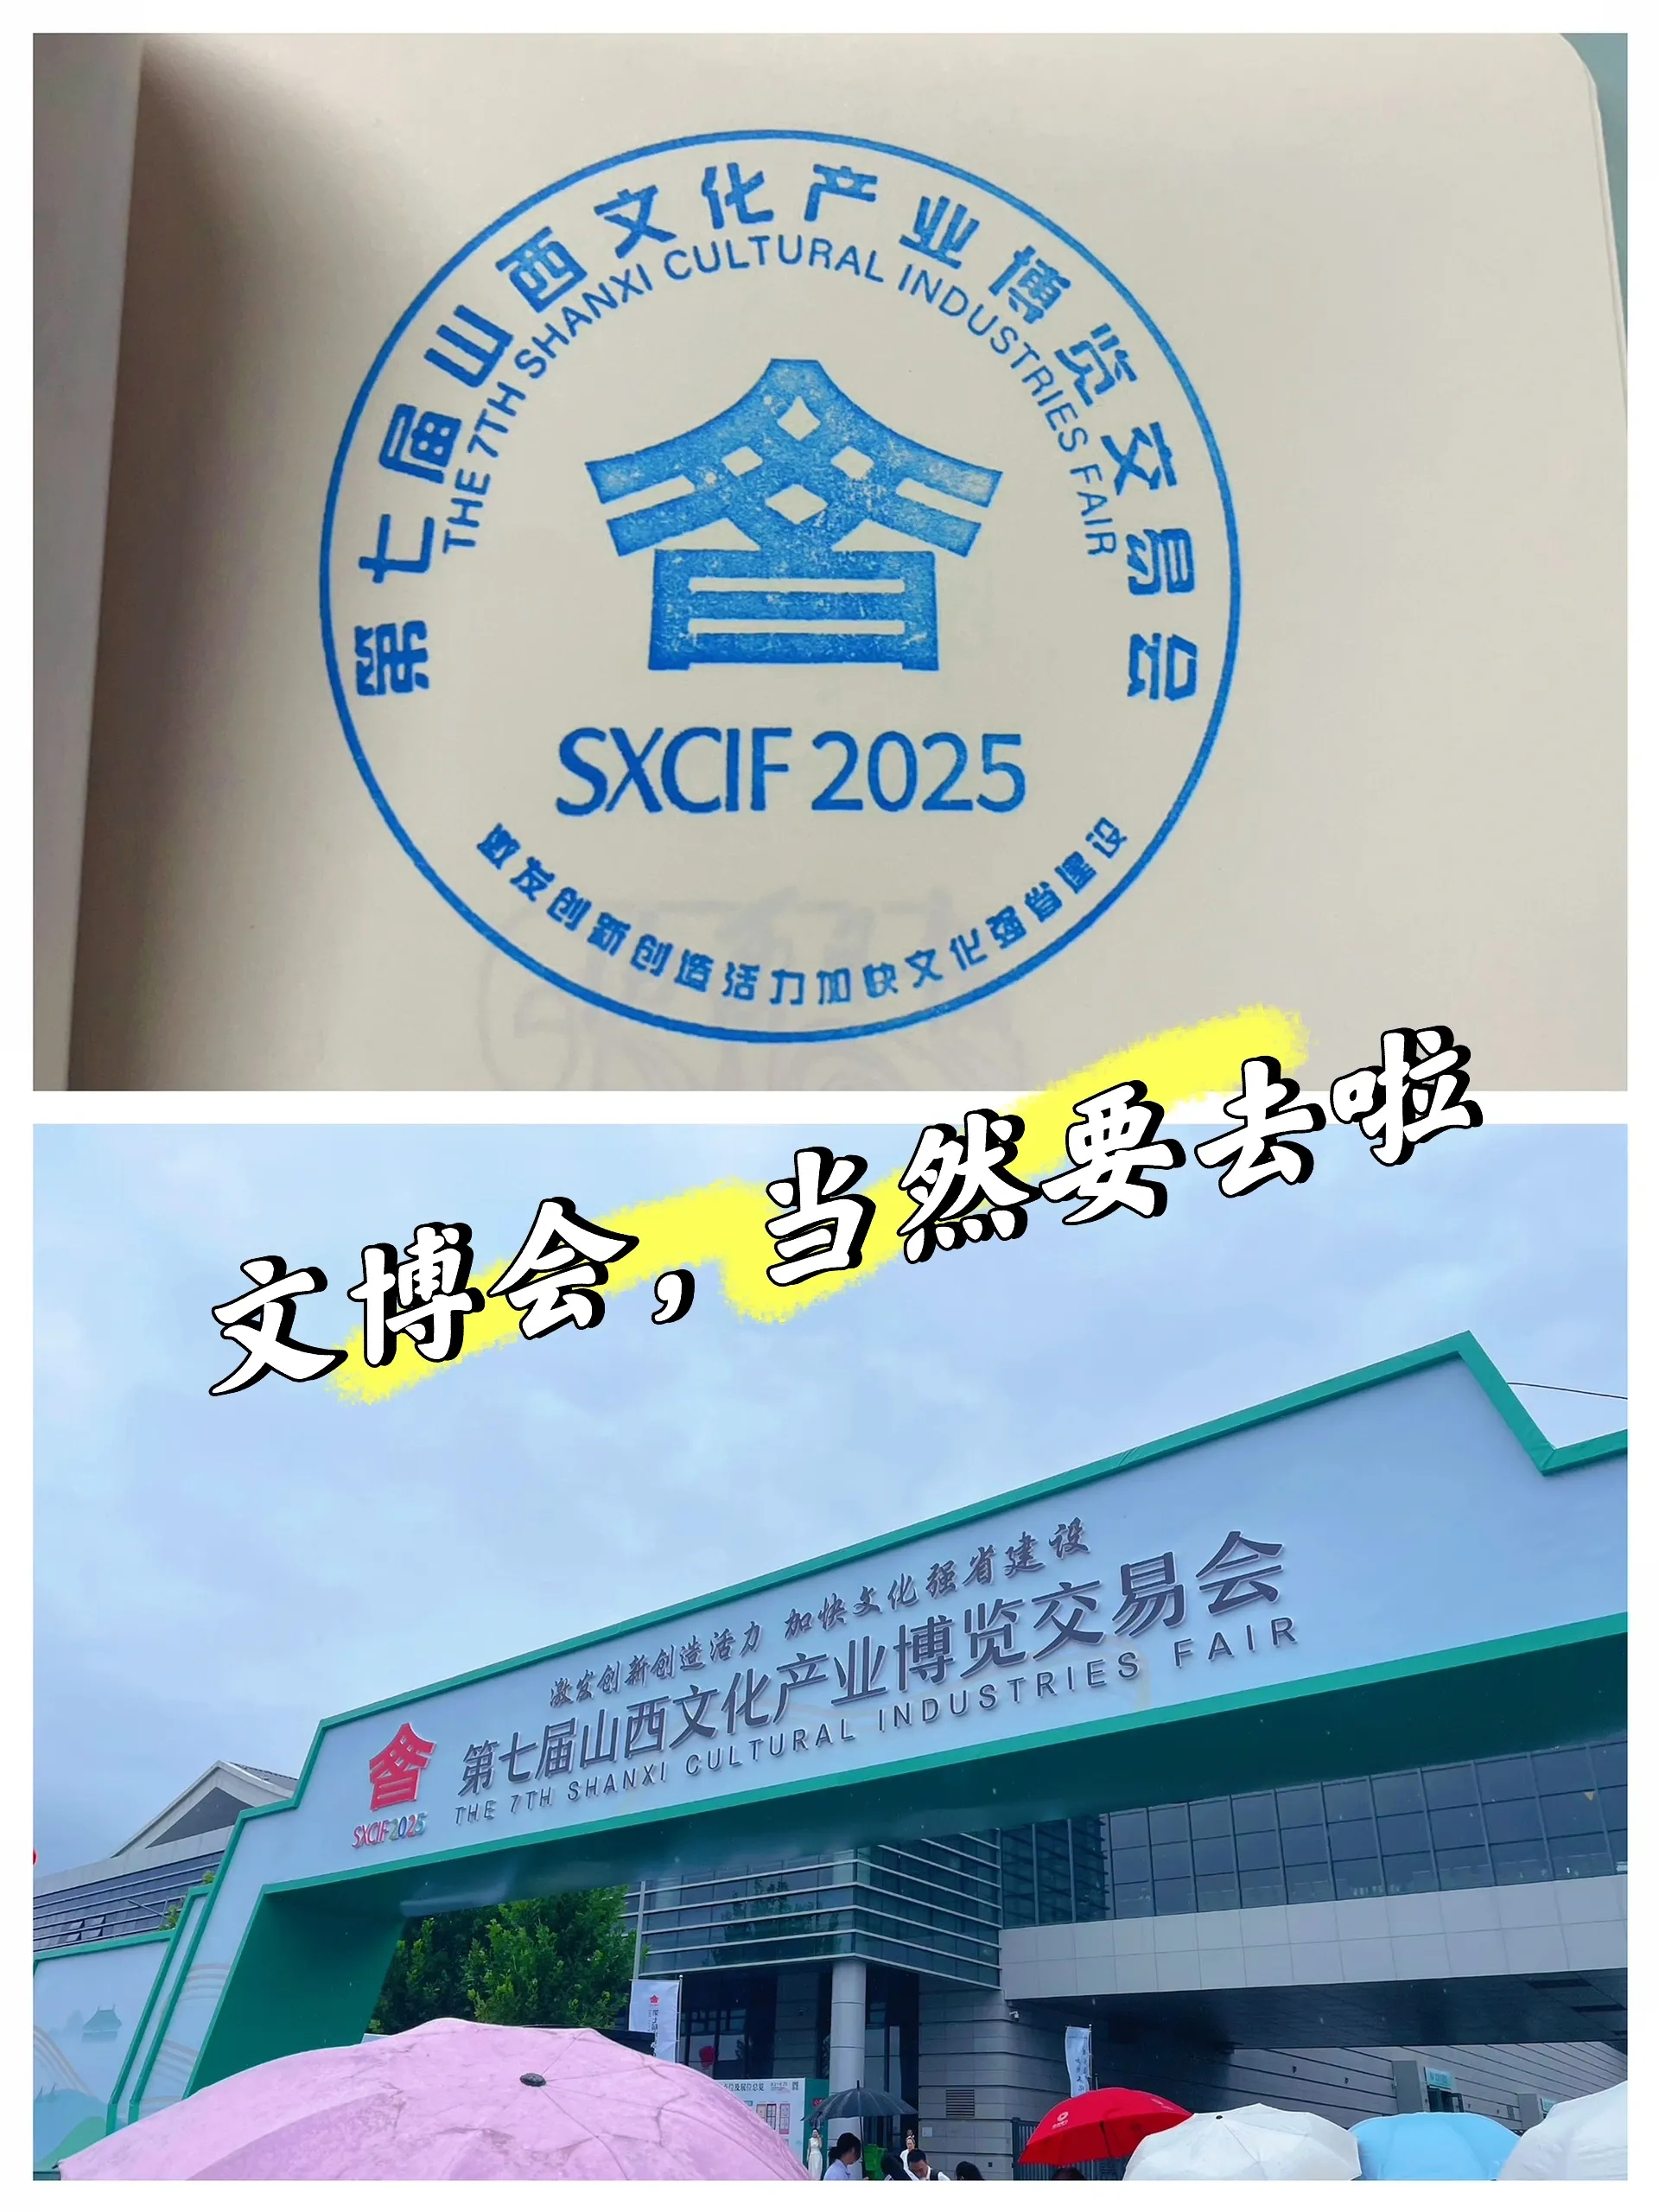 第七届山西文化产业博览交易会
THE 7TH SHANXI CULTURAL INDUSTRIES FAIR
SXCIF 2025
激发创新创造活力加快文化强省建设
文博会，当然要去啦
激发创新创造活力 加快文化强省建设
第七届山西文化产业博览交易会
THE 7TH SHANXI CULTURAL INDUSTRIES FAIR
SXCIF2025